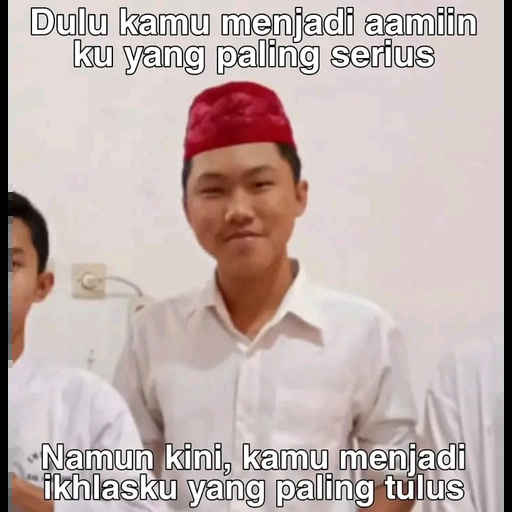 Dulu kamu menjadi aamiin
ku yang paling serius
Namun kini, kamu menjadi
ikhlasku yang paling tulus